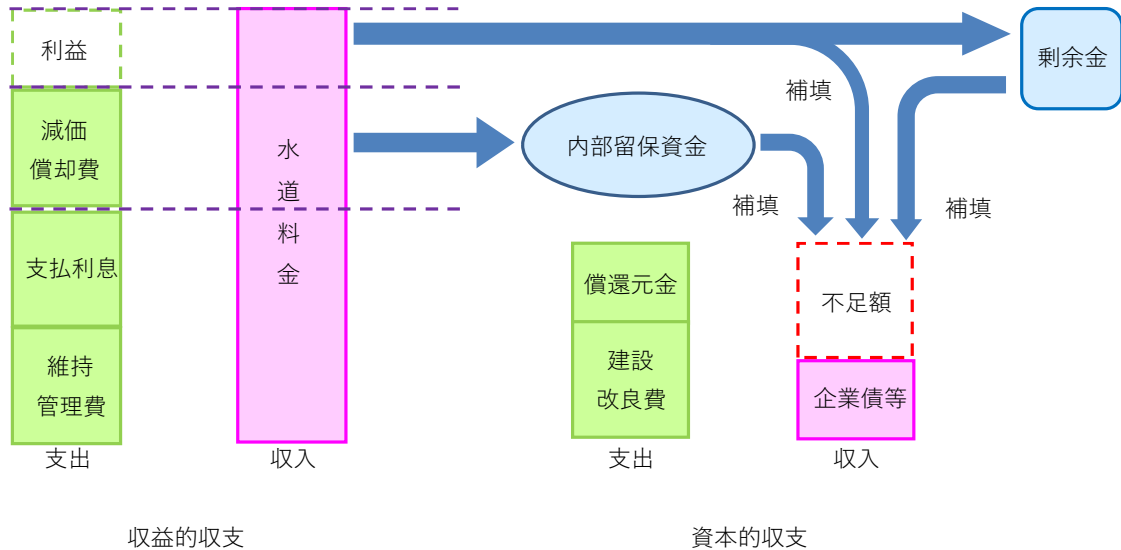 利益
減価
償却費
支払利息
維持
管理費
支出
水
道
料
金
収入
収益的収支
内部留保資金
剰余金
補填
補填
補填
償還元金
建設
改良費
支出
不足額
企業債等
収入
資本的収支